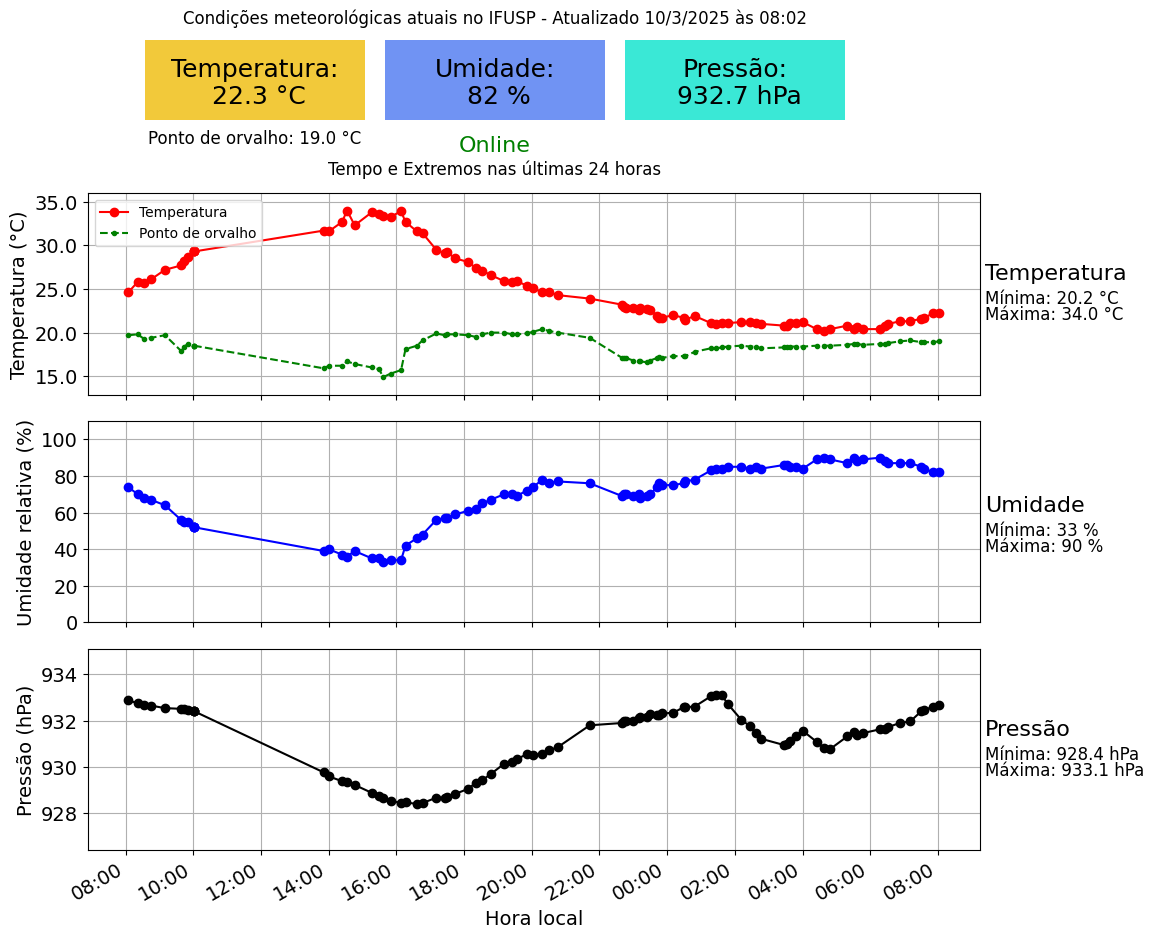 Condições meteorológicas atuais no IFUSP - Atualizado 10/3/2025 às 08:02
Temperatura:
22.3 °C
Umidade:
82 %
Pressão:
932.7 hPa
Ponto de orvalho: 19.0 °C
Online
Tempo e Extremos nas últimas 24 horas
Temperatura (°C)
35.0
30.0
25.0
20.0
15.0
Temperatura
Ponto de orvalho
Temperatura
Mínima: 20.2 °C
Máxima: 34.0 °C
Umidade relativa (%)
100
80
60
40
20
0
Umidade
Mínima: 33 %
Máxima: 90 %
Pressão (hPa)
934
932
930
928
Pressão
Mínima: 928.4 hPa
Máxima: 933.1 hPa
08:00 10:00 12:00 14:00 16:00 18:00 20:00 22:00 00:00 02:00 04:00 06:00 08:00
Hora local